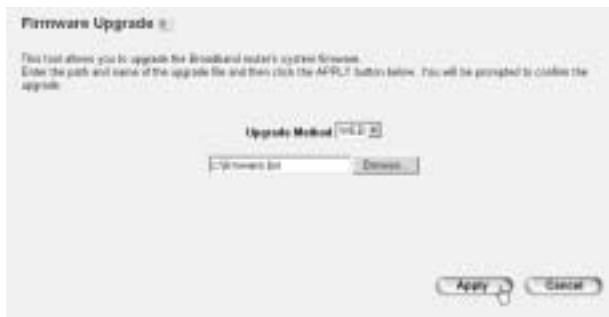 Firmware Upgrade
This tool allows you to upgrade the Broadband router's system firmware.
Enter the path and name of the upgrade file and then click the APPLY button below. You will be prompted to confirm the
upgrade.
Upgrade Method WEB
Browse...
Apply Cancel